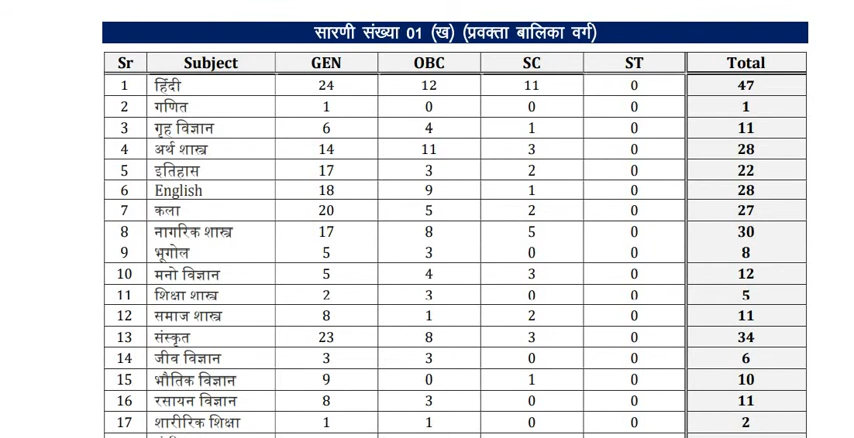 सारणी संख्या 01 (ख) (प्रवक्ता बालिका वर्ग)
Sr Subject GEN OBC SC ST Total
1 हिंदी 24 12 11 0 47
2 गणित 1 0 0 0 1
3 गृह विज्ञान 6 4 1 0 11
4 अर्थ शास्त्र 14 11 3 0 28
5 इतिहास 17 3 2 0 22
6 English 18 9 1 0 28
7 कला 20 5 2 0 27
8 नागरिक शास्त्र 17 8 5 0 30
9 भूगोल 5 3 0 0 8
10 मनो विज्ञान 5 4 3 0 12
11 शिक्षा शास्त्र 2 3 0 0 5
12 समाज शास्त्र 8 1 2 0 11
13 संस्कृत 23 8 3 0 34
14 जीव विज्ञान 3 3 0 0 6
15 भौतिक विज्ञान 9 0 1 0 10
16 रसायन विज्ञान 8 3 0 0 11
17 शारीरिक शिक्षा 1 1 0 0 2